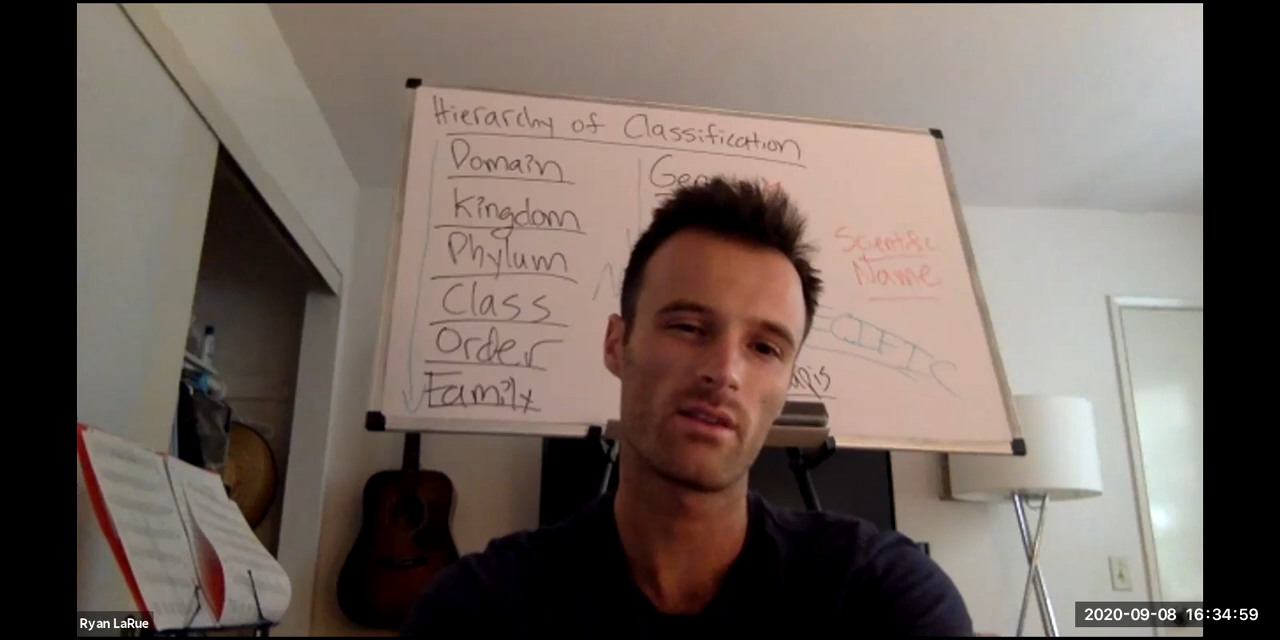 Hierarchy of Classification
Domain
Kingdom
Phylum
Class
Order
Family
Scientific
Name
Ryan LaRue
2020-09-08 16:34:59